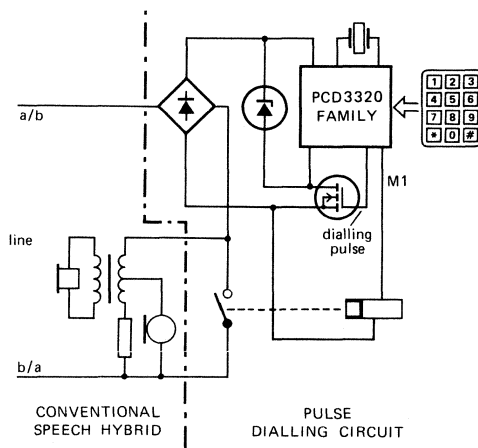 PCD3320
FAMILY
1 2 3
4 5 6
7 8 9
* 0 #
a/b
M1
dialling
pulse
line
b/a
CONVENTIONAL
SPEECH HYBRID
PULSE
DIALLING CIRCUIT